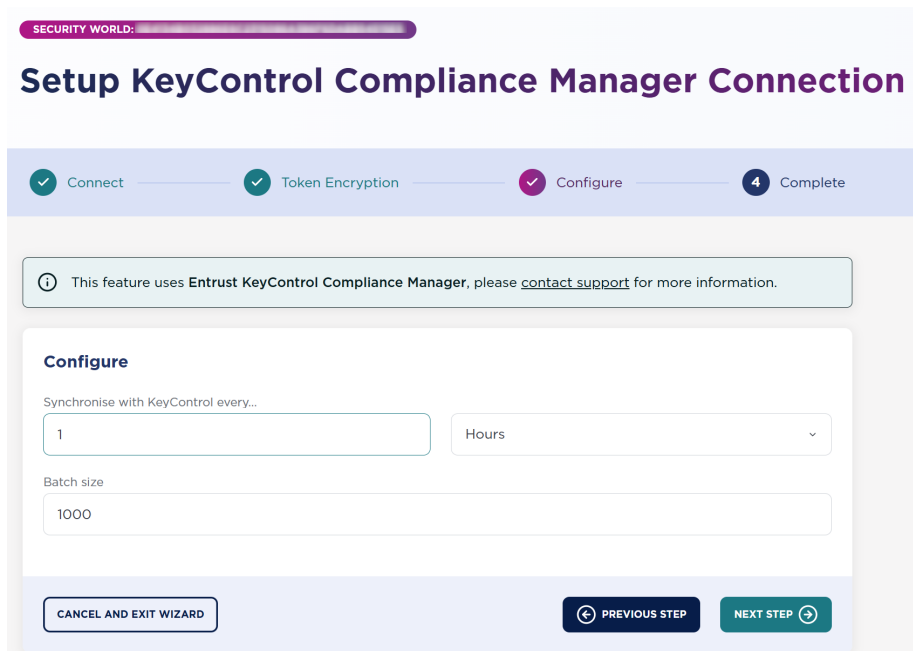 SECURITY WORLD:
Setup KeyControl Compliance Manager Connection
Connect
Token Encryption
Configure
4 Complete
This feature uses Entrust KeyControl Compliance Manager, please contact support for more information.
Configure
Synchronise with KeyControl every...
1 Hours
Batch size
1000
CANCEL AND EXIT WIZARD PREVIOUS STEP NEXT STEP